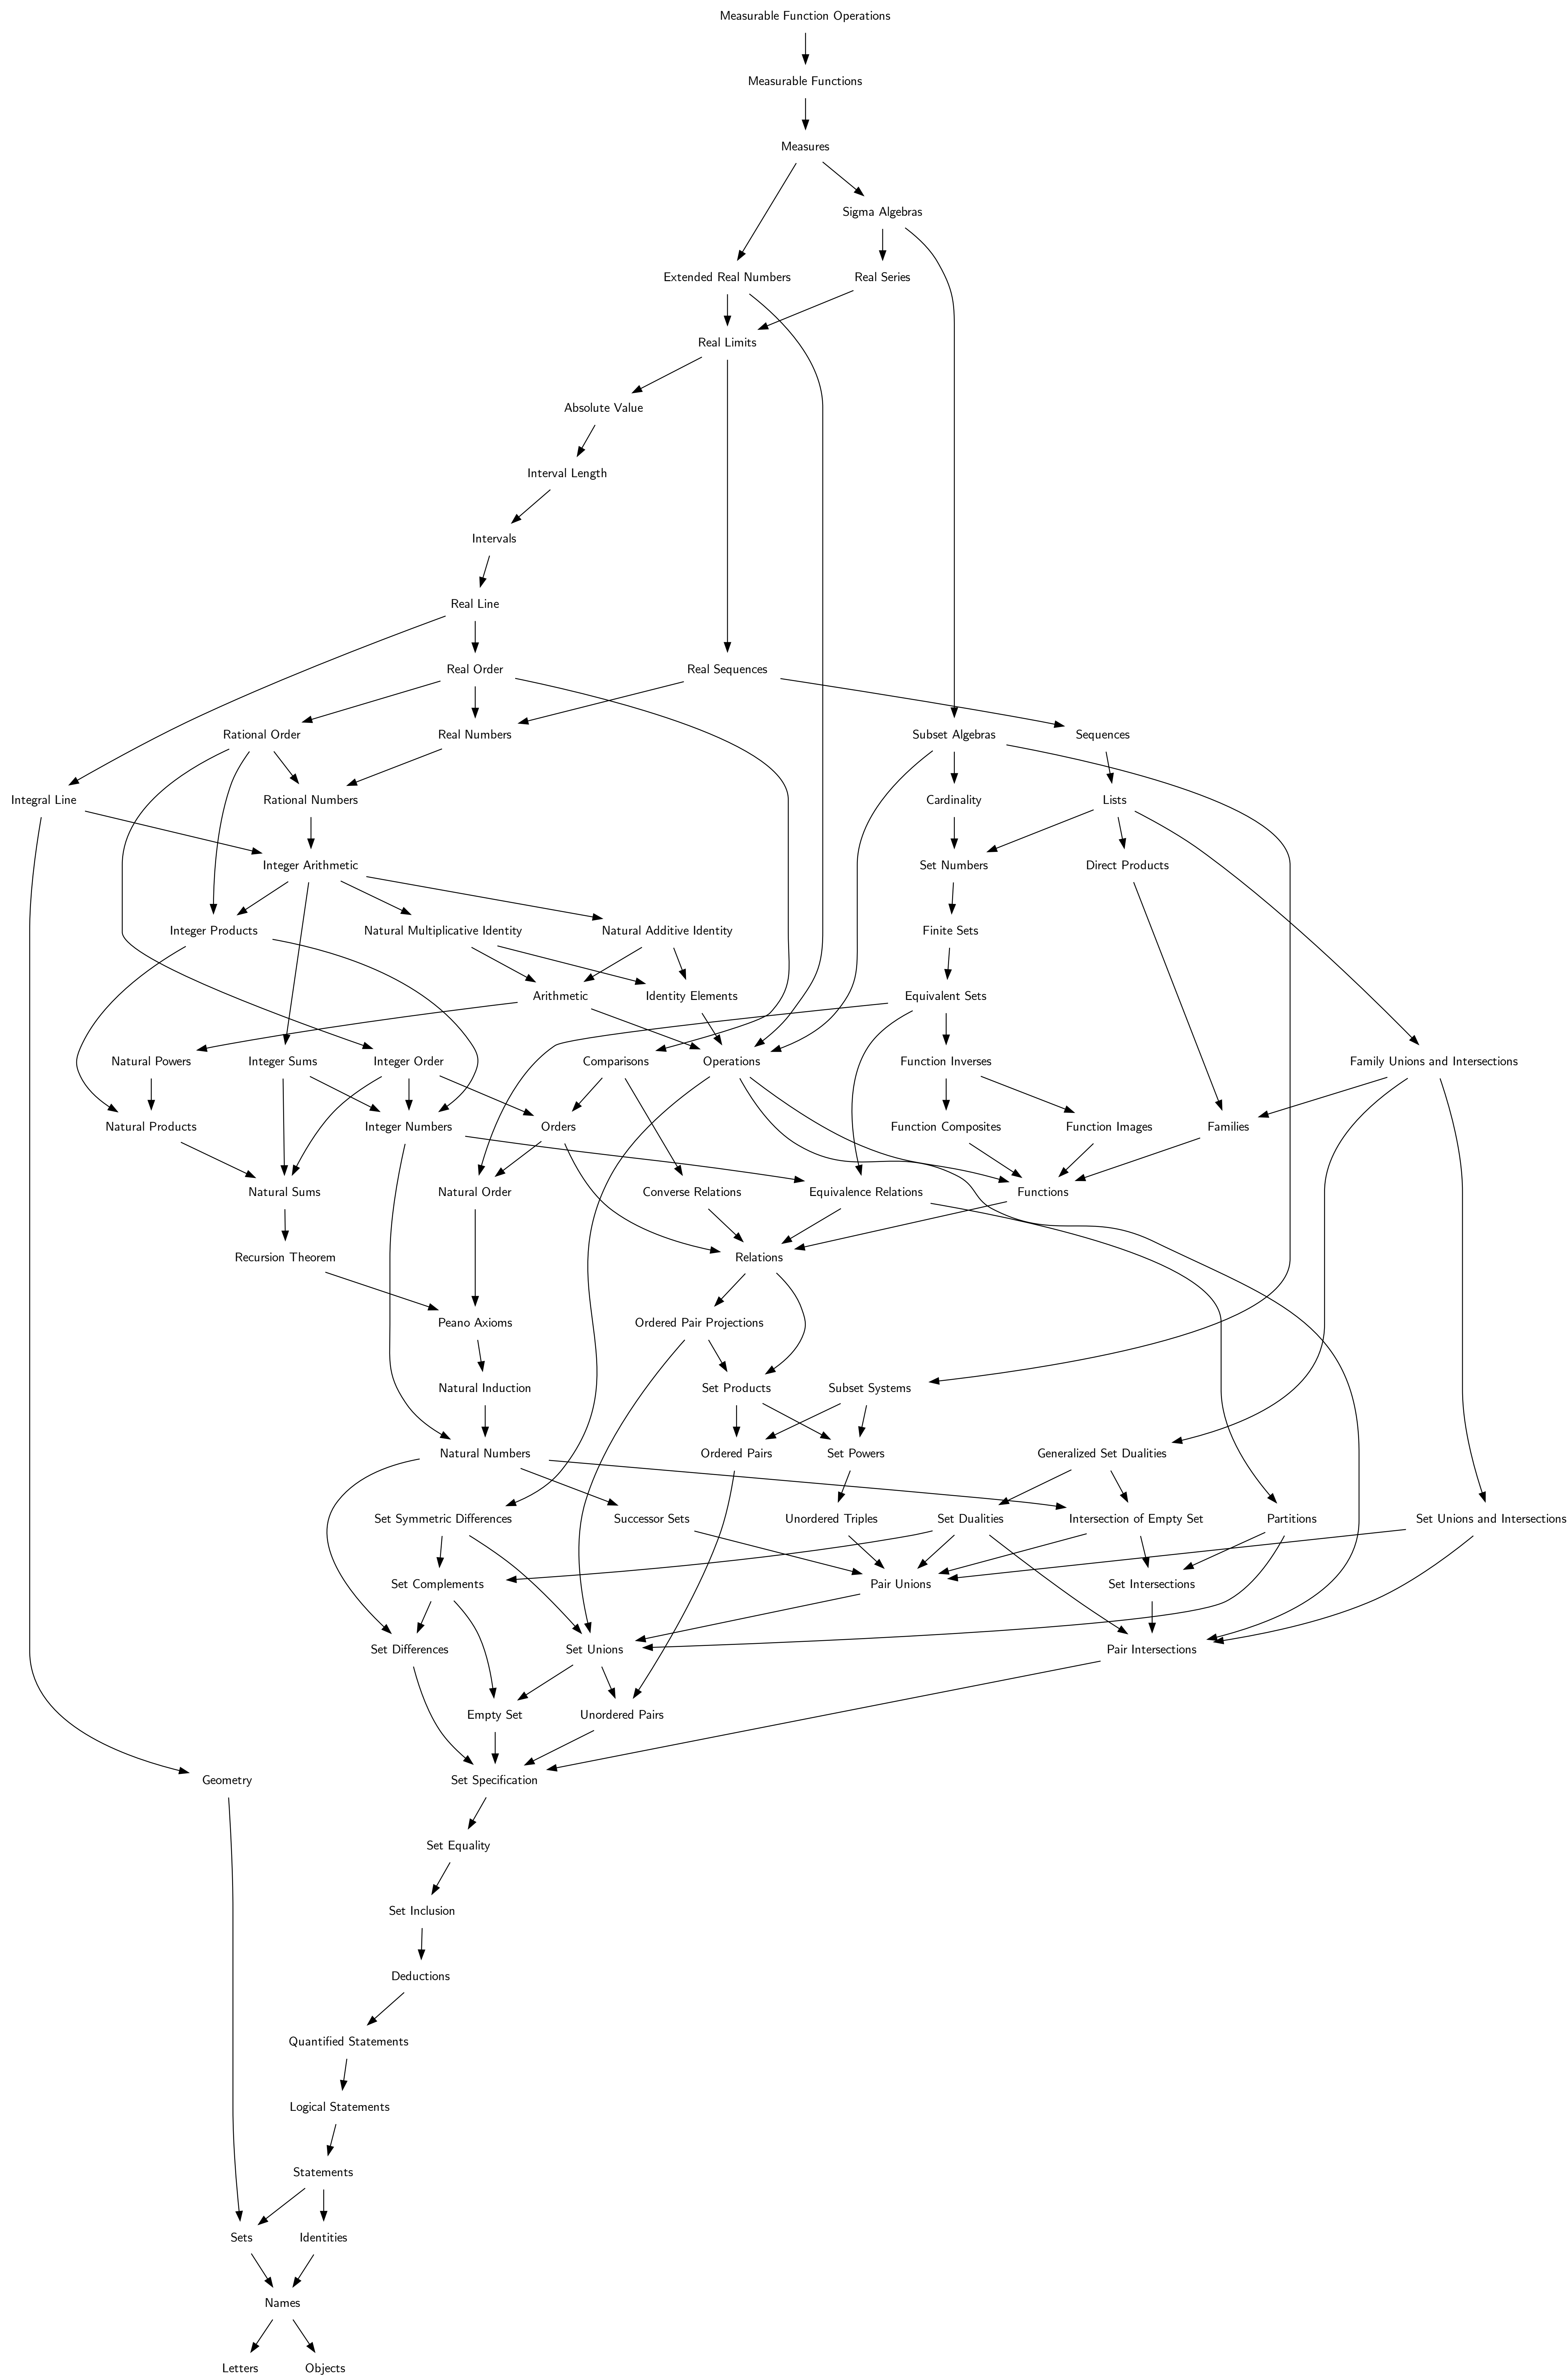 Measurable Function Operations
Measurable Functions
Measures
Sigma Algebras
Extended Real Numbers
Real Series
Real Limits
Absolute Value
Interval Length
Intervals
Real Line
Real Order
Real Sequences
Rational Order
Real Numbers
Subset Algebras
Sequences
Integral Line
Rational Numbers
Cardinality
Lists
Integer Arithmetic
Set Numbers
Direct Products
Integer Products
Natural Multiplicative Identity
Natural Additive Identity
Finite Sets
Arithmetic
Identity Elements
Equivalent Sets
Natural Powers
Integer Sums
Integer Order
Comparisons
Operations
Function Inverses
Family Unions and Intersections
Natural Products
Integer Numbers
Orders
Function Composites
Function Images
Families
Natural Sums
Natural Order
Converse Relations
Equivalence Relations
Functions
Recursion Theorem
Relations
Peano Axioms
Ordered Pair Projections
Natural Induction
Set Products
Subset Systems
Natural Numbers
Ordered Pairs
Set Powers
Generalized Set Dualities
Set Symmetric Differences
Successor Sets
Unordered Triples
Set Dualities
Intersection of Empty Set
Partitions
Set Unions and Intersections
Set Complements
Pair Unions
Set Intersections
Set Differences
Set Unions
Pair Intersections
Empty Set
Unordered Pairs
Geometry
Set Specification
Set Equality
Set Inclusion
Deductions
Quantified Statements
Logical Statements
Statements
Sets
Identities
Names
Letters
Objects